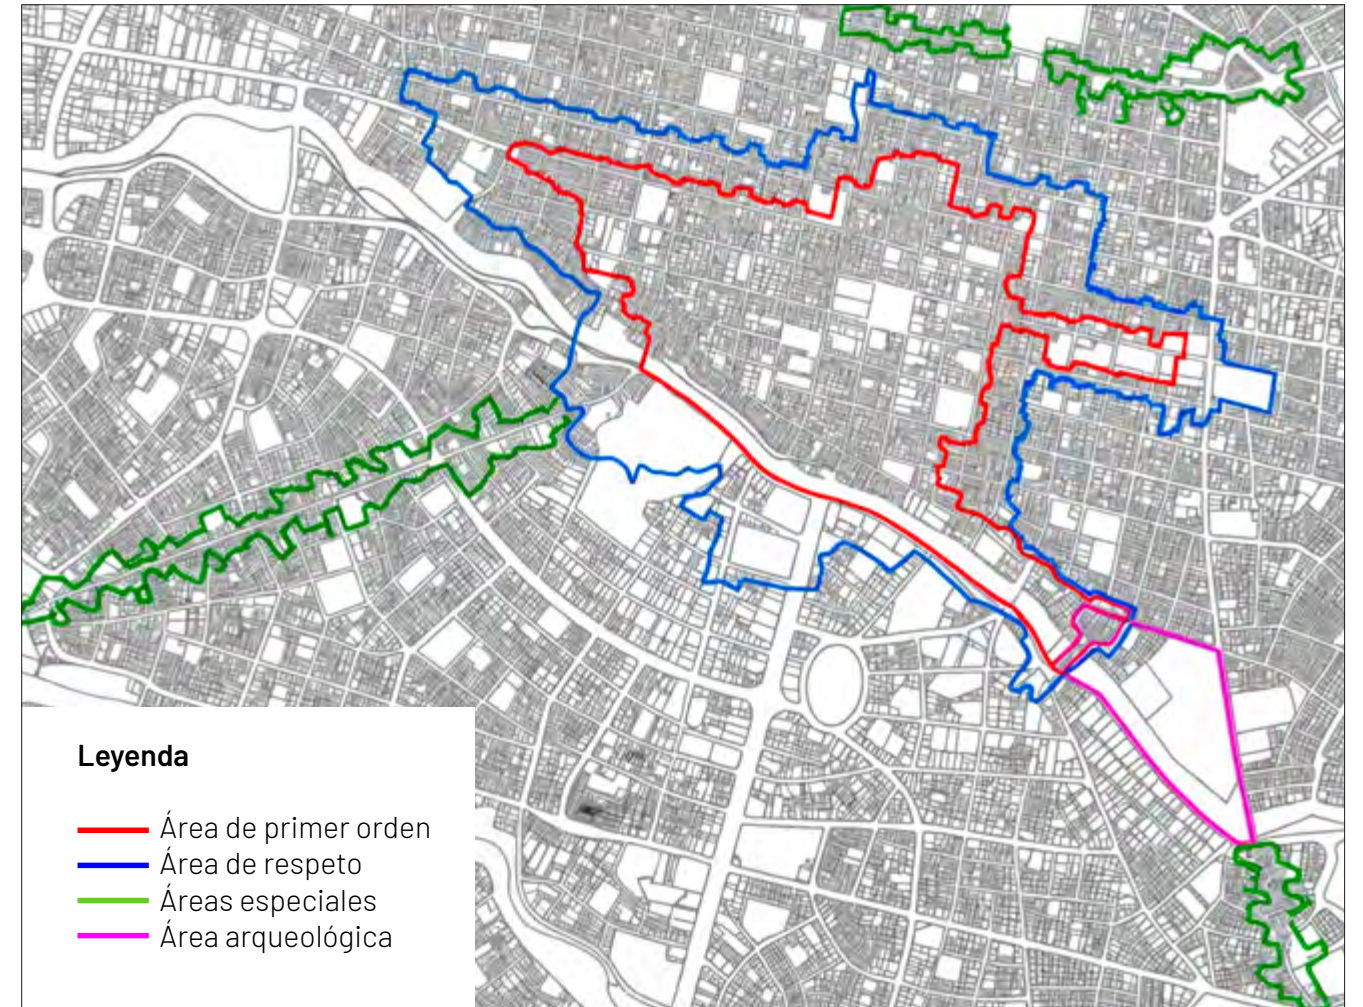 Leyenda
Área de primer orden
Área de respeto
Áreas especiales
Área arqueológica